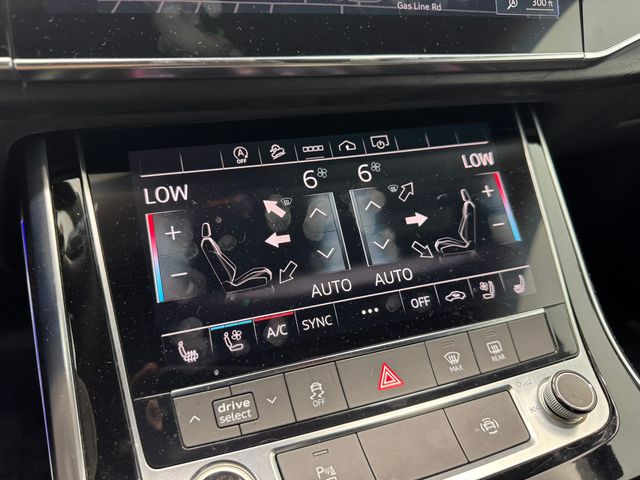 Gas Line Rd
300 ft
A
OFF
6 6
LOW LOW
+ +
- -
AUTO AUTO
A/C SYNC ... OFF
drive
select
OFF
MAX
REAR
P